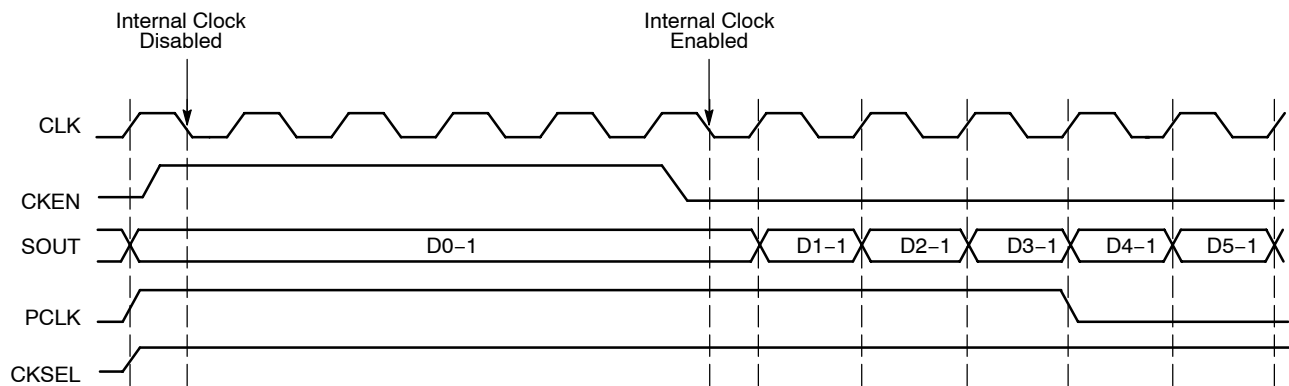 Internal Clock
Disabled
Internal Clock
Enabled
CLK
CKEN
SOUT
D0−1
D1−1
D2−1
D3−1
D4−1
D5−1
PCLK
CKSEL